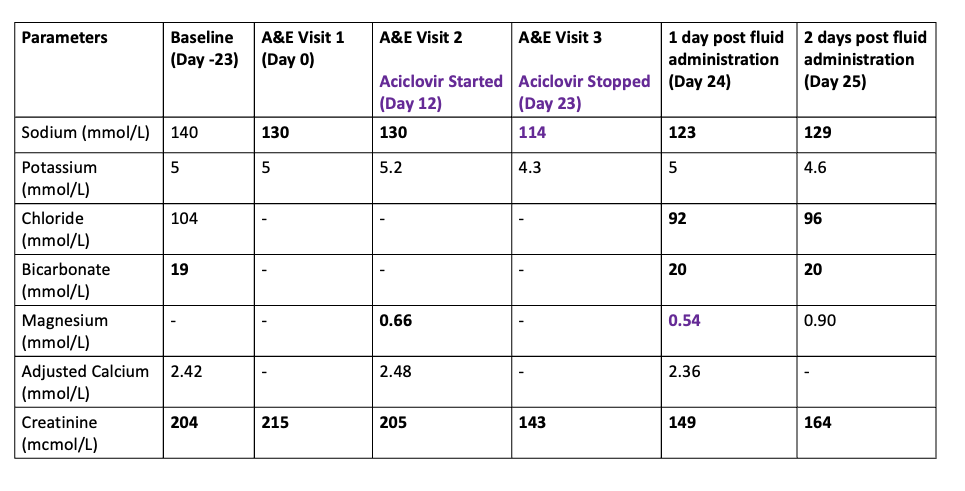 Parameters
Baseline
(Day -23)
A&E Visit 1
(Day 0)
A&E Visit 2
Aciclovir Started
(Day 12)
A&E Visit 3
Aciclovir Stopped
(Day 23)
1 day post fluid
administration
(Day 24)
2 days post fluid
administration
(Day 25)
Sodium (mmol/L) 140 130 130 114 123 129
Potassium
(mmol/L)
5 5 5.2 4.3 5 4.6
Chloride
(mmol/L)
104 - - - 92 96
Bicarbonate
(mmol/L)
19 - - - 20 20
Magnesium
(mmol/L)
- - 0.66 - 0.54 0.90
Adjusted Calcium
(mmol/L)
2.42 - 2.48 - 2.36 -
Creatinine
(mcmol/L)
204 215 205 143 149 164